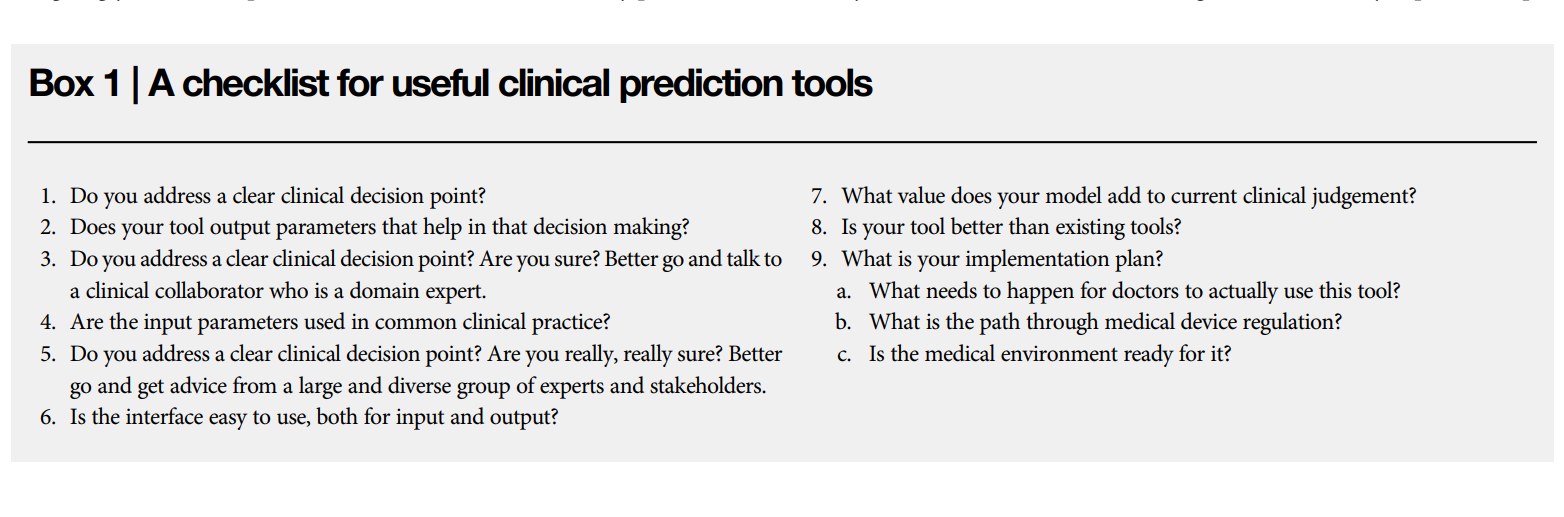 Box 1 | A checklist for useful clinical prediction tools
1. Do you address a clear clinical decision point?
2. Does your tool output parameters that help in that decision making?
3. Do you address a clear clinical decision point? Are you sure? Better go and talk to
a clinical collaborator who is a domain expert.
4. Are the input parameters used in common clinical practice?
5. Do you address a clear clinical decision point? Are you really, really sure? Better
go and get advice from a large and diverse group of experts and stakeholders.
6. Is the interface easy to use, both for input and output?
7. What value does your model add to current clinical judgement?
8. Is your tool better than existing tools?
9. What is your implementation plan?
a. What needs to happen for doctors to actually use this tool?
b. What is the path through medical device regulation?
c. Is the medical environment ready for it?